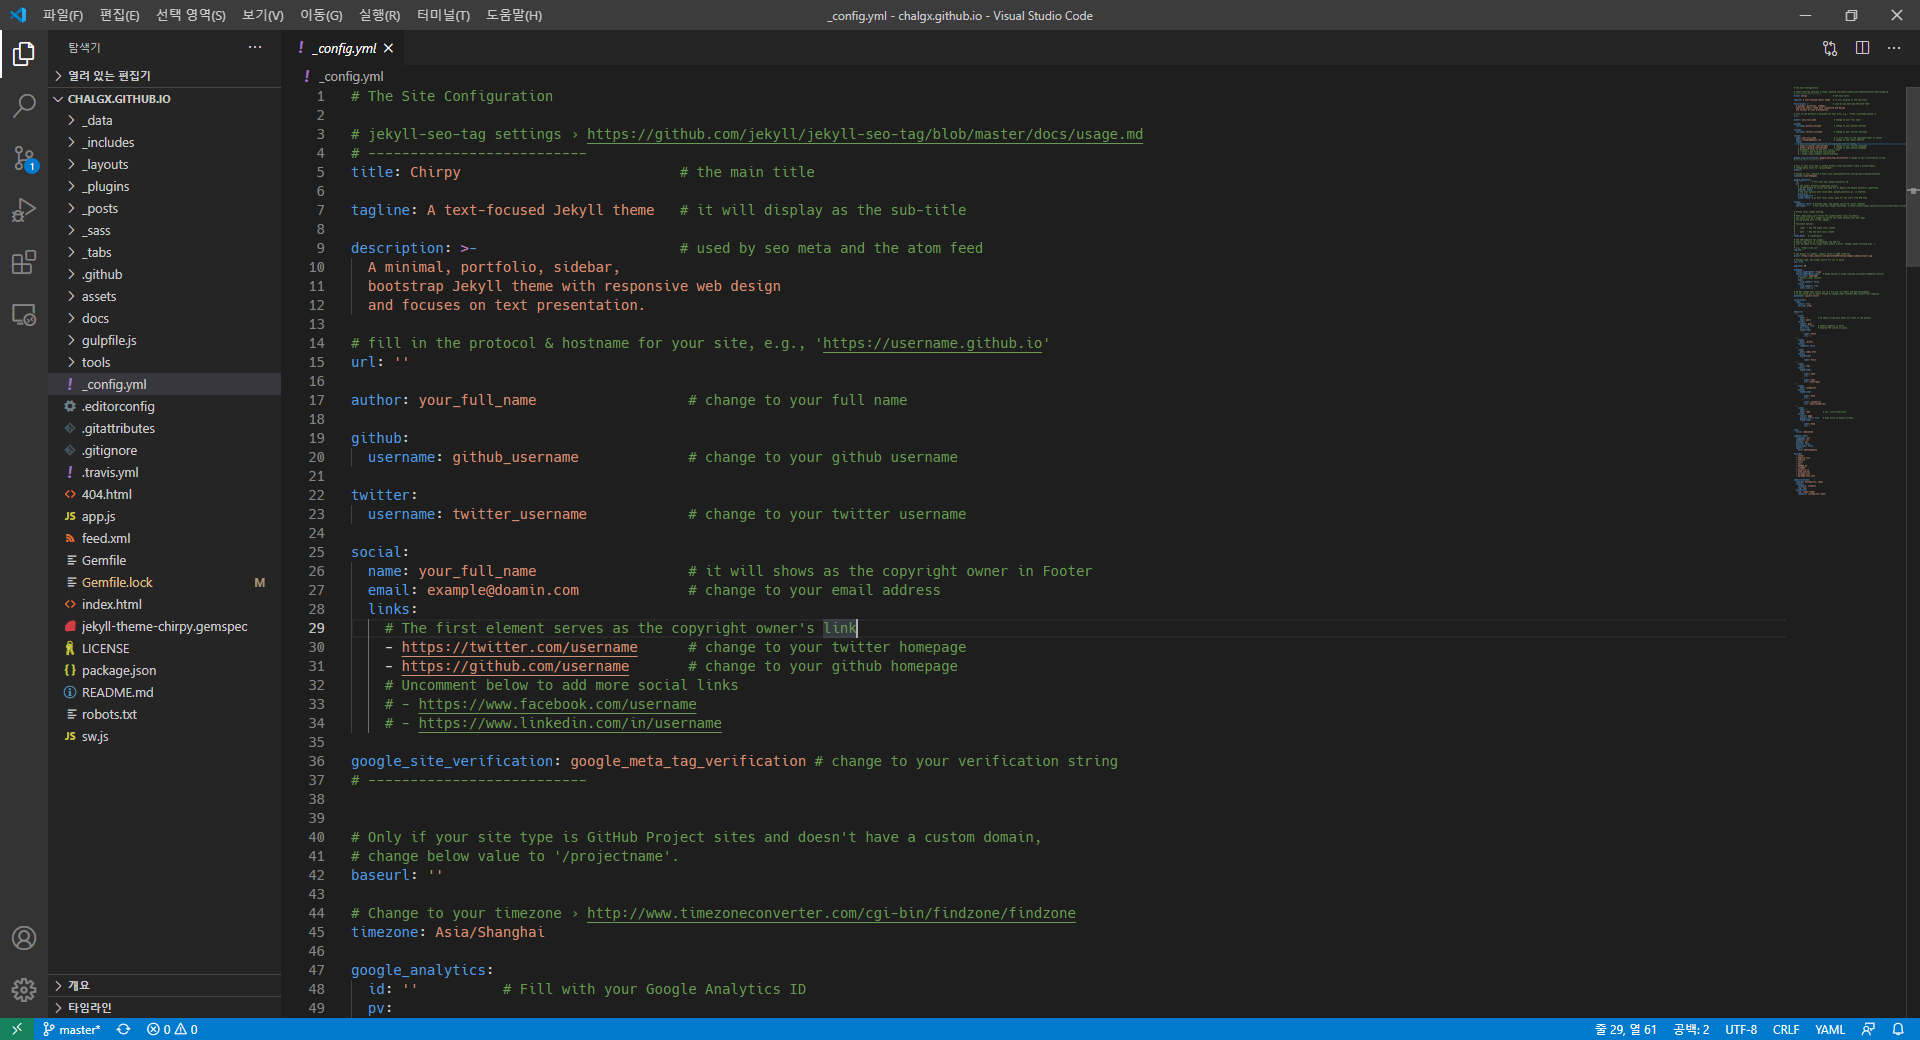 파일(F) 편집(E) 선택 영역(S) 보기(V) 이동(G) 실행(R) 터미널(T) 도움말(H)
_config.yml - chalgx.github.io - Visual Studio Code
탐색기
열려 있는 편집기
CHALGX.GITHUB.IO
_data
_includes
_layouts
_plugins
_posts
_sass
_tabs
.github
assets
docs
gulpfile.js
tools
_config.yml
.editorconfig
.gitattributes
.gitignore
.travis.yml
404.html
app.js
feed.xml
Gemfile
Gemfile.lock M
index.html
jekyll-theme-chirpy.gemspec
LICENSE
package.json
README.md
robots.txt
sw.js
개요
타임라인
1
_config.yml
_config.yml
1 # The Site Configuration
2
3 # jekyll-seo-tag settings › https://github.com/jekyll/jekyll-seo-tag/blob/master/docs/usage.md
4 # --------------------------
5 title: Chirpy # the main title
6
7 tagline: A text-focused Jekyll theme # it will display as the sub-title
8
9 description: >- # used by seo meta and the atom feed
10 A minimal, portfolio, sidebar,
11 bootstrap Jekyll theme with responsive web design
12 and focuses on text presentation.
13
14 # fill in the protocol & hostname for your site, e.g., 'https://username.github.io'
15 url: ''
16
17 author: your_full_name # change to your full name
18
19 github:
20 username: github_username # change to your github username
21
22 twitter:
23 username: twitter_username # change to your twitter username
24
25 social:
26 name: your_full_name # it will shows as the copyright owner in Footer
27 email: example@doamin.com # change to your email address
28 links:
29 # The first element serves as the copyright owner's link
30 - https://twitter.com/username # change to your twitter homepage
31 - https://github.com/username # change to your github homepage
32 # Uncomment below to add more social links
33 # - https://www.facebook.com/username
34 # - https://www.linkedin.com/in/username
35
36 google_site_verification: google_meta_tag_verification # change to your verification string
37 # --------------------------
38
39
40 # Only if your site type is GitHub Project sites and doesn't have a custom domain,
41 # change below value to '/projectname'.
42 baseurl: ''
43
44 # Change to your timezone › http://www.timezoneconverter.com/cgi-bin/findzone/findzone
45 timezone: Asia/Shanghai
46
47 google_analytics:
48 id: '' # Fill with your Google Analytics ID
49 pv:
master* 0 0
줄 29, 열 61 공백: 2 UTF-8 CRLF YAML